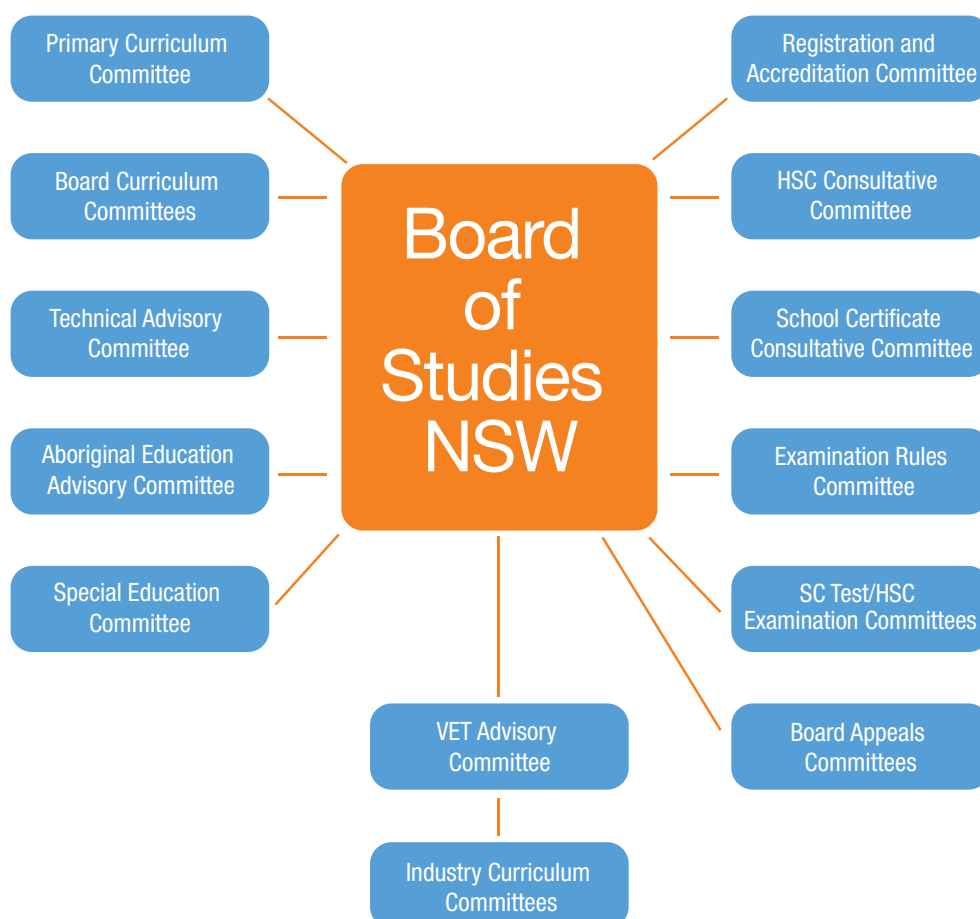 Primary Curriculum
Committee
Registration and
Accreditation Committee
Board Curriculum
Committees
HSC Consultative
Committee
Board
of
Studies
NSW
Technical Advisory
Committee
School Certificate
Consultative Committee
Aboriginal Education
Advisory Committee
Examination Rules
Committee
Special Education
Committee
SC Test/HSC
Examination Committees
VET Advisory
Committee
Board Appeals
Committees
Industry Curriculum
Committees